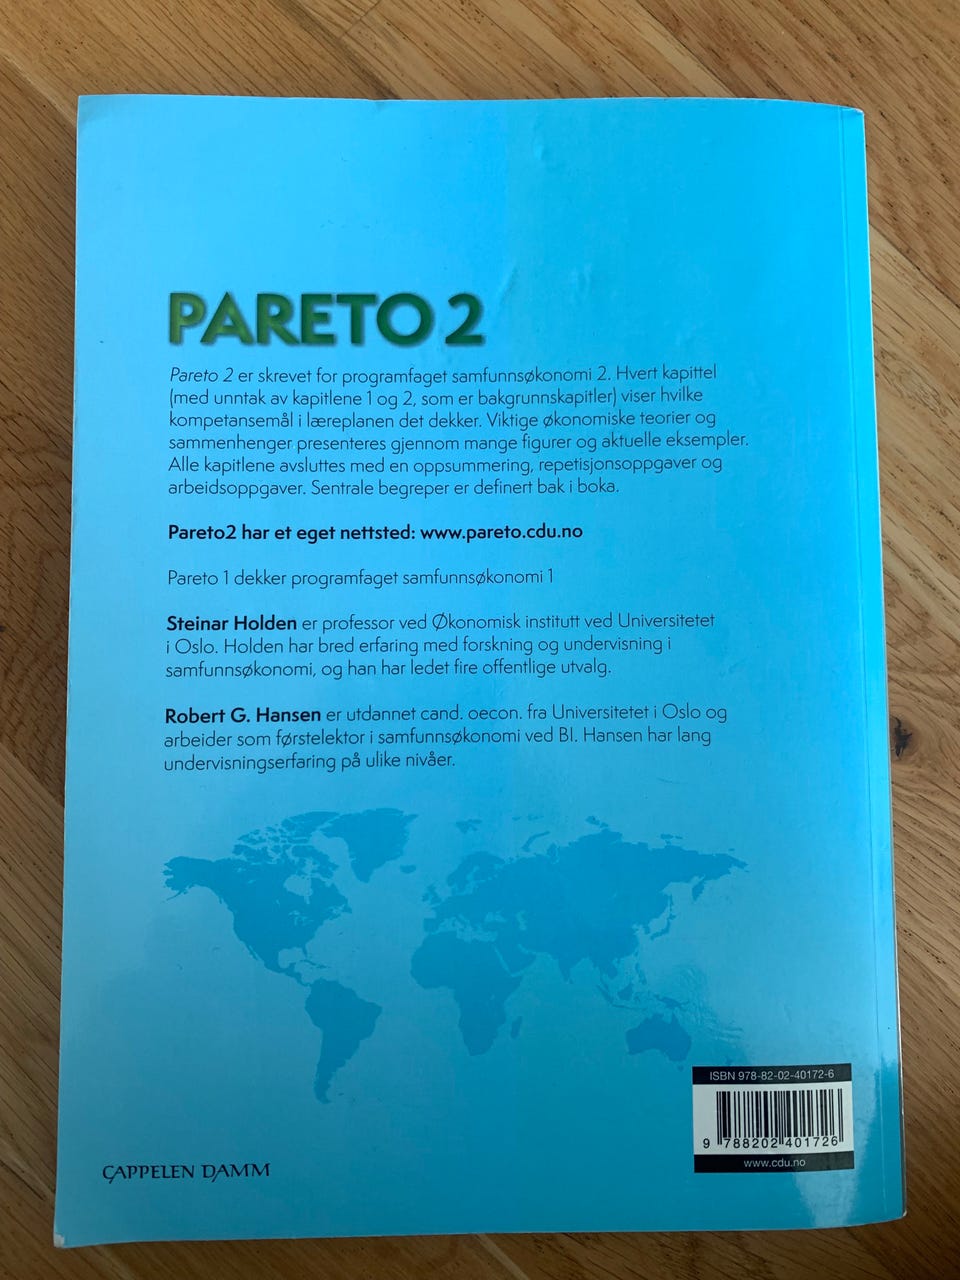 PARETO 2
Pareto 2 er skrevet for programfaget samfunnsøkonomi 2. Hvert kapittel
(med unntak av kapitlene 1 og 2, som er bakgrunnskapitler) viser hvilke
kompetansemål i læreplanen det dekker. Viktige økonomiske teorier og
sammenhenger presenteres gjennom mange figurer og aktuelle eksempler.
Alle kapitlene avsluttes med en oppsummering, repetisjonsoppgaver og
arbeidsoppgaver. Sentrale begreper er definert bak i boka.
Pareto2 har et eget nettsted: www.pareto.cdu.no
Pareto 1 dekker programfaget samfunnsøkonomi 1
Steinar Holden er professor ved Økonomisk institutt ved Universitetet
i Oslo. Holden har bred erfaring med forskning og undervisning i
samfunnsøkonomi, og han har ledet fire offentlige utvalg.
Robert G. Hansen er utdannet cand. oecon. fra Universitetet i Oslo og
arbeider som førstelektor i samfunnsøkonomi ved BI. Hansen har lang
undervisningserfaring på ulike nivåer.
ISBN 978-82-02-40172-6
9 788202 401726
www.cdu.no
CAPPELEN DAMM